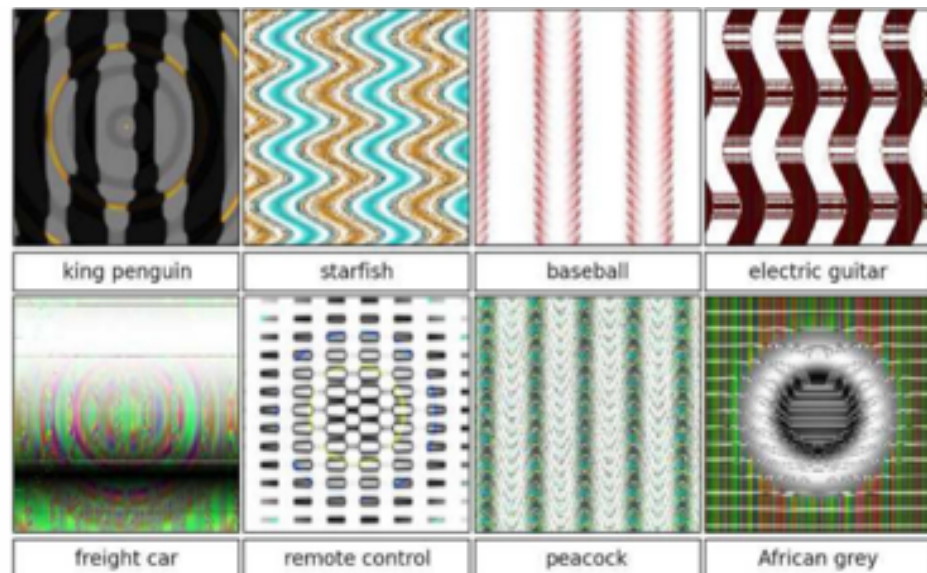 king penguin
starfish
baseball
electric guitar
freight car
remote control
peacock
African grey